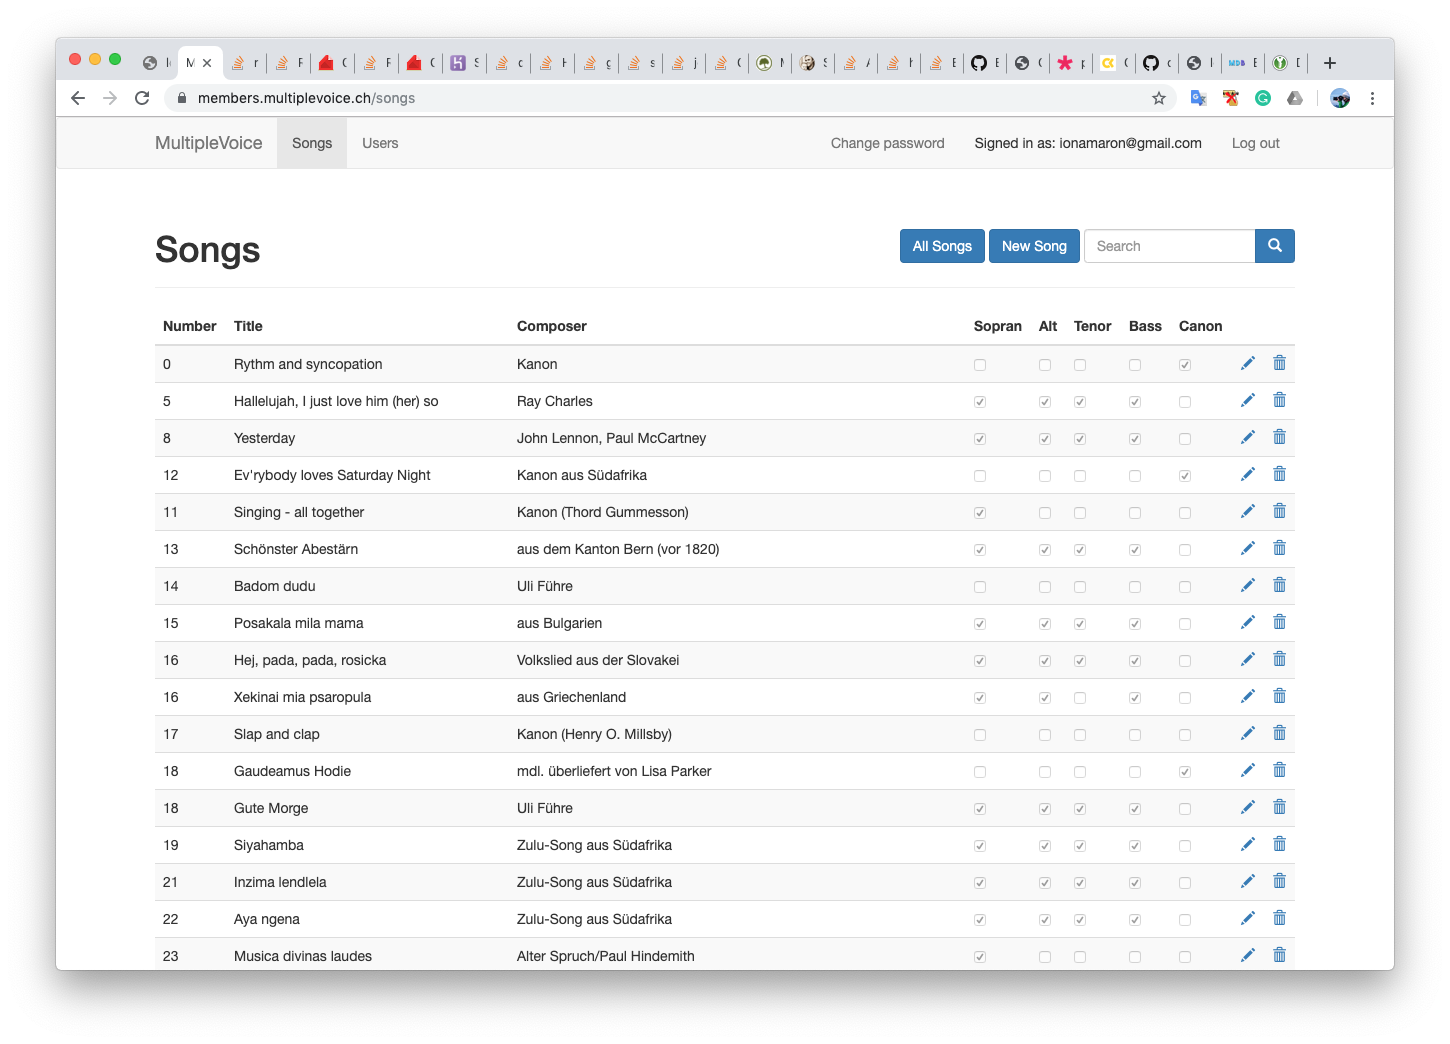 members.multiplevoice.ch/songs
MultipleVoice Songs Users Change password Signed in as: ionamaron@gmail.com Log out
Songs All Songs New Song Search
Number Title Composer Sopran Alt Tenor Bass Canon
0 Rythm and syncopation Kanon
5 Hallelujah, I just love him (her) so Ray Charles
8 Yesterday John Lennon, Paul McCartney
12 Ev'rybody loves Saturday Night Kanon aus Südafrika
11 Singing - all together Kanon (Thord Gummesson)
13 Schönster Abestärn aus dem Kanton Bern (vor 1820)
14 Badom dudu Uli Führe
15 Posakala mila mama aus Bulgarien
16 Hej, pada, pada, rosicka Volkslied aus der Slovakei
16 Xekinai mia psaropula aus Griechenland
17 Slap and clap Kanon (Henry O. Millsby)
18 Gaudeamus Hodie mdl. überliefert von Lisa Parker
18 Gute Morge Uli Führe
19 Siyahamba Zulu-Song aus Südafrika
21 Inzima lendlela Zulu-Song aus Südafrika
22 Aya ngena Zulu-Song aus Südafrika
23 Musica divinas laudes Alter Spruch/Paul Hindemith